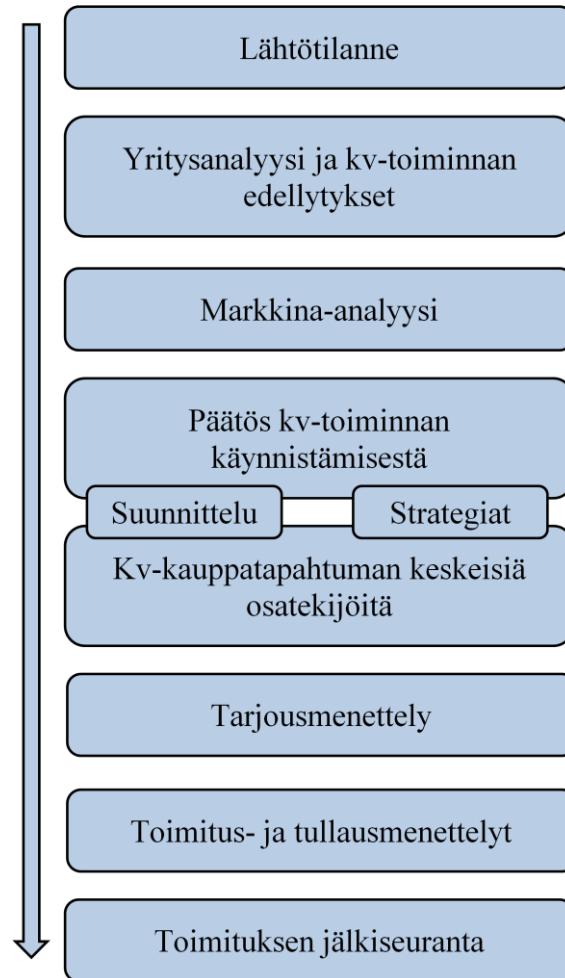 Lähtötilanne
Yritysanalyysi ja kv-toiminnan
edellytykset
Markkina-analyysi
Päätös kv-toiminnan
käynnistämisestä
Suunnittelu
Strategiat
Kv-kauppatapahtuman keskeisiä
osatekijöitä
Tarjousmenettely
Toimitus- ja tullausmenettelyt
Toimituksen jälkiseuranta